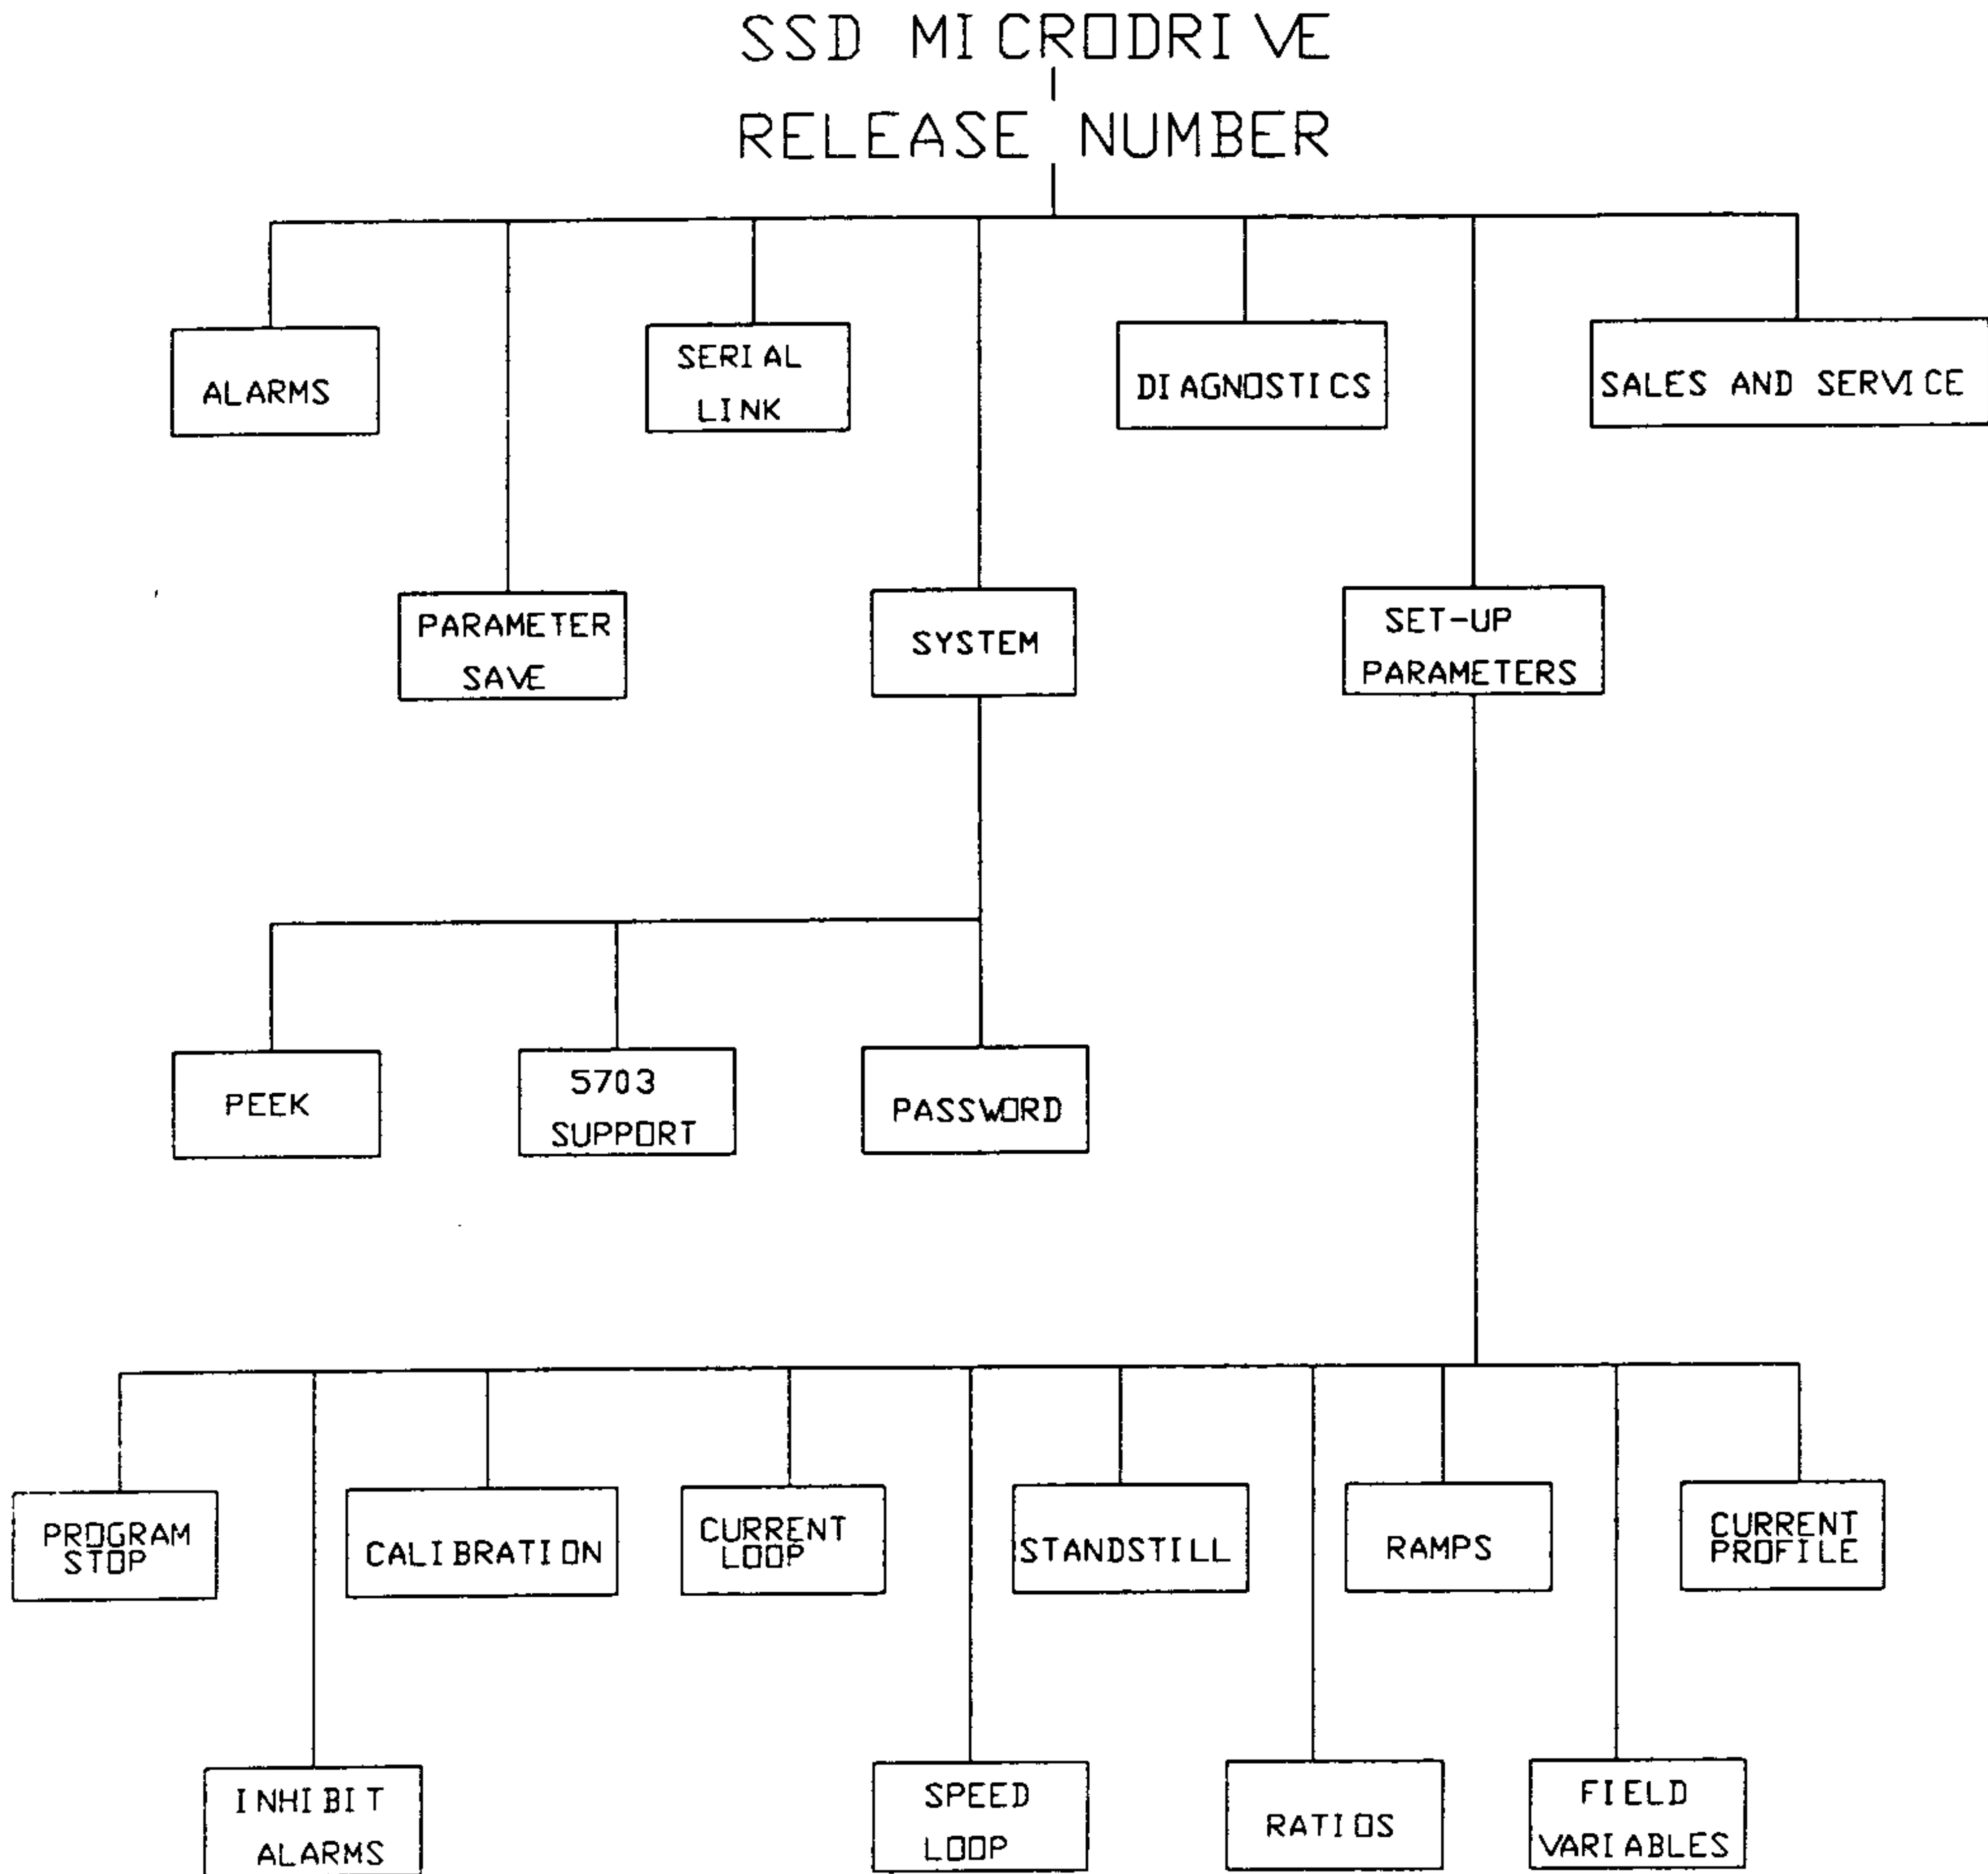 SSD MICRODRIVE
RELEASE NUMBER
ALARMS
SERIAL
LINK
DIAGNOSTICS
SALES AND SERVICE
PARAMETER
SAVE
SYSTEM
SET-UP
PARAMETERS
PEEK
5703
SUPPORT
PASSWORD
PROGRAM
STOP
CALIBRATION
CURRENT
LOOP
STANDSTILL
RAMPS
CURRENT
PROFILE
INHIBIT
ALARMS
SPEED
LOOP
RATIOS
FIELD
VARIABLES